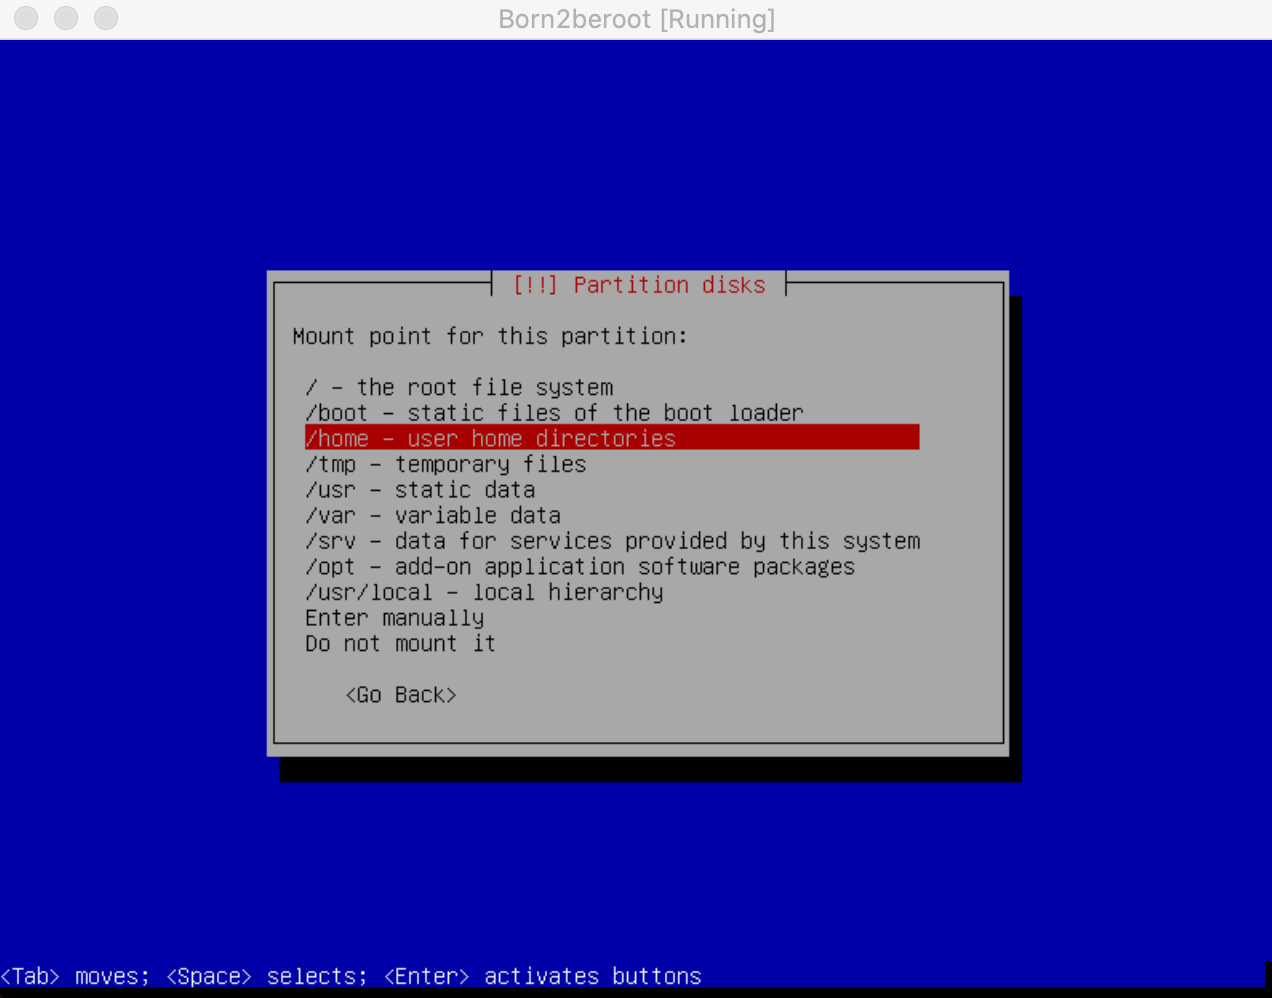 Born2beroot [Running]
[!!] Partition disks
Mount point for this partition:
/ - the root file system
/boot - static files of the boot loader
/home - user home directories
/tmp - temporary files
/usr - static data
/var - variable data
/srv - data for services provided by this system
/opt - add-on application software packages
/usr/local - local hierarchy
Enter manually
Do not mount it
<Go Back>
<Tab> moves; <Space> selects; <Enter> activates buttons